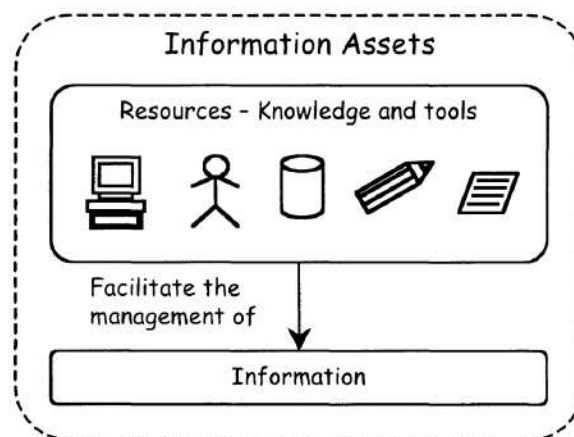 Information Assets
Resources - Knowledge and tools
Facilitate the
management of
Information